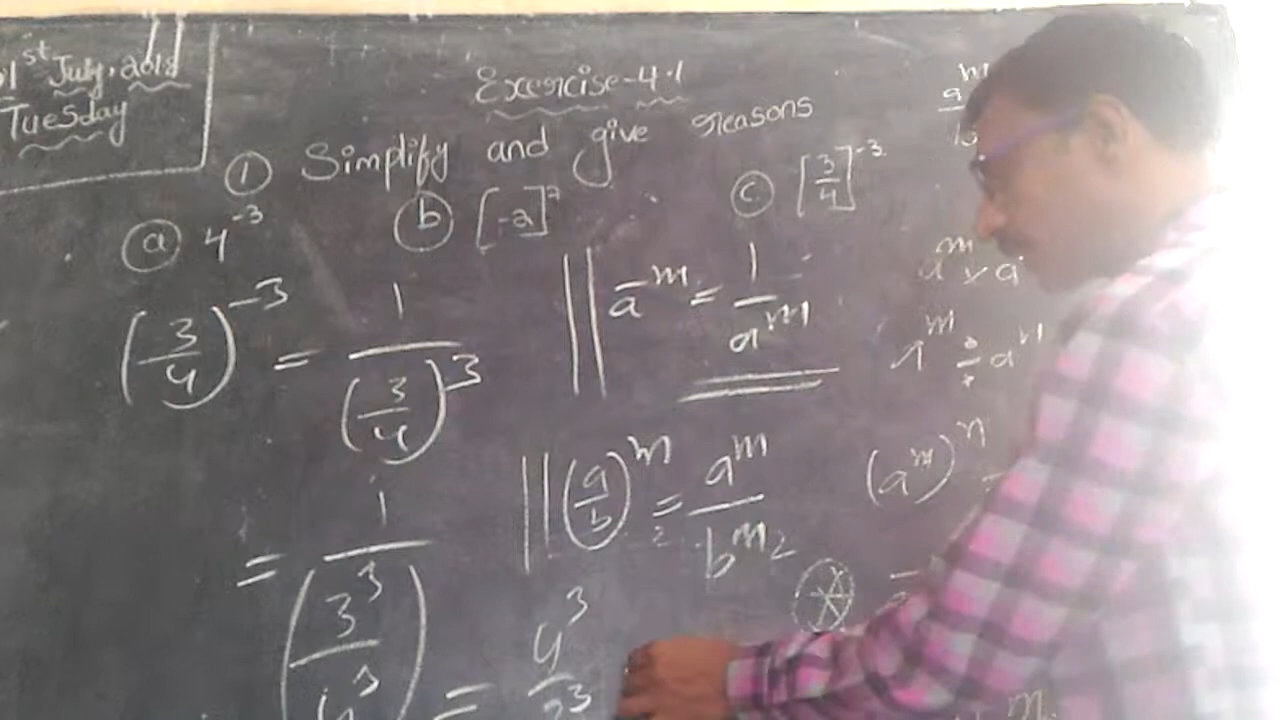 1st July, 2018
Tuesday
Exercise-4.1
① Simplify and give reasons
ⓐ 4^-3 ⓑ [-2]^7 ⓒ [3/4]^-3
(3/4)^-3 = 1/(3/4)^3
a^-m = 1/a^m
a^m ÷ a^n
(a/b)^m = a^m/b^m
(a^m)^n =
= 1/(3^3/4^3) = 4^3/3^3